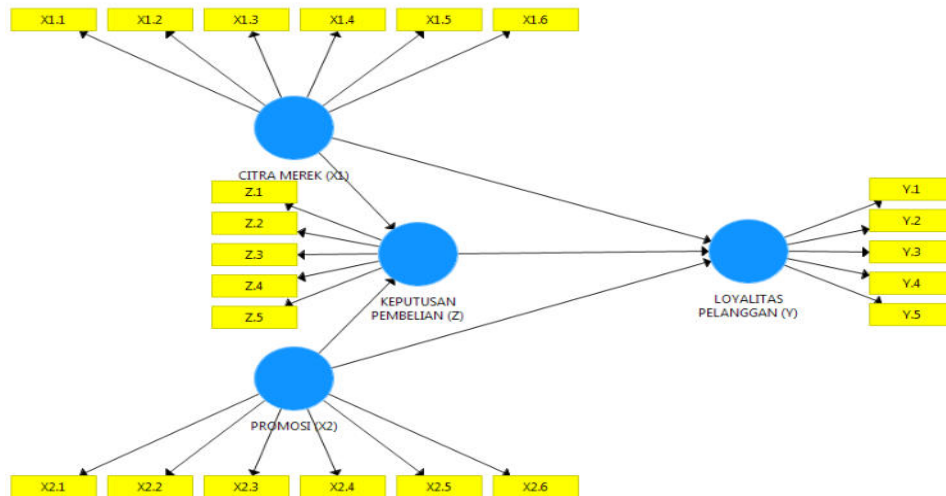 X1.1 X1.2 X1.3 X1.4 X1.5 X1.6
CITRA MEREK (X1)
Z.1
Z.2
Z.3
Z.4
Z.5
KEPUTUSAN
PEMBELIAN (Z)
Y.1
Y.2
Y.3
Y.4
Y.5
LOYALITAS
PELANGGAN (Y)
PROMOSI (X2)
X2.1 X2.2 X2.3 X2.4 X2.5 X2.6